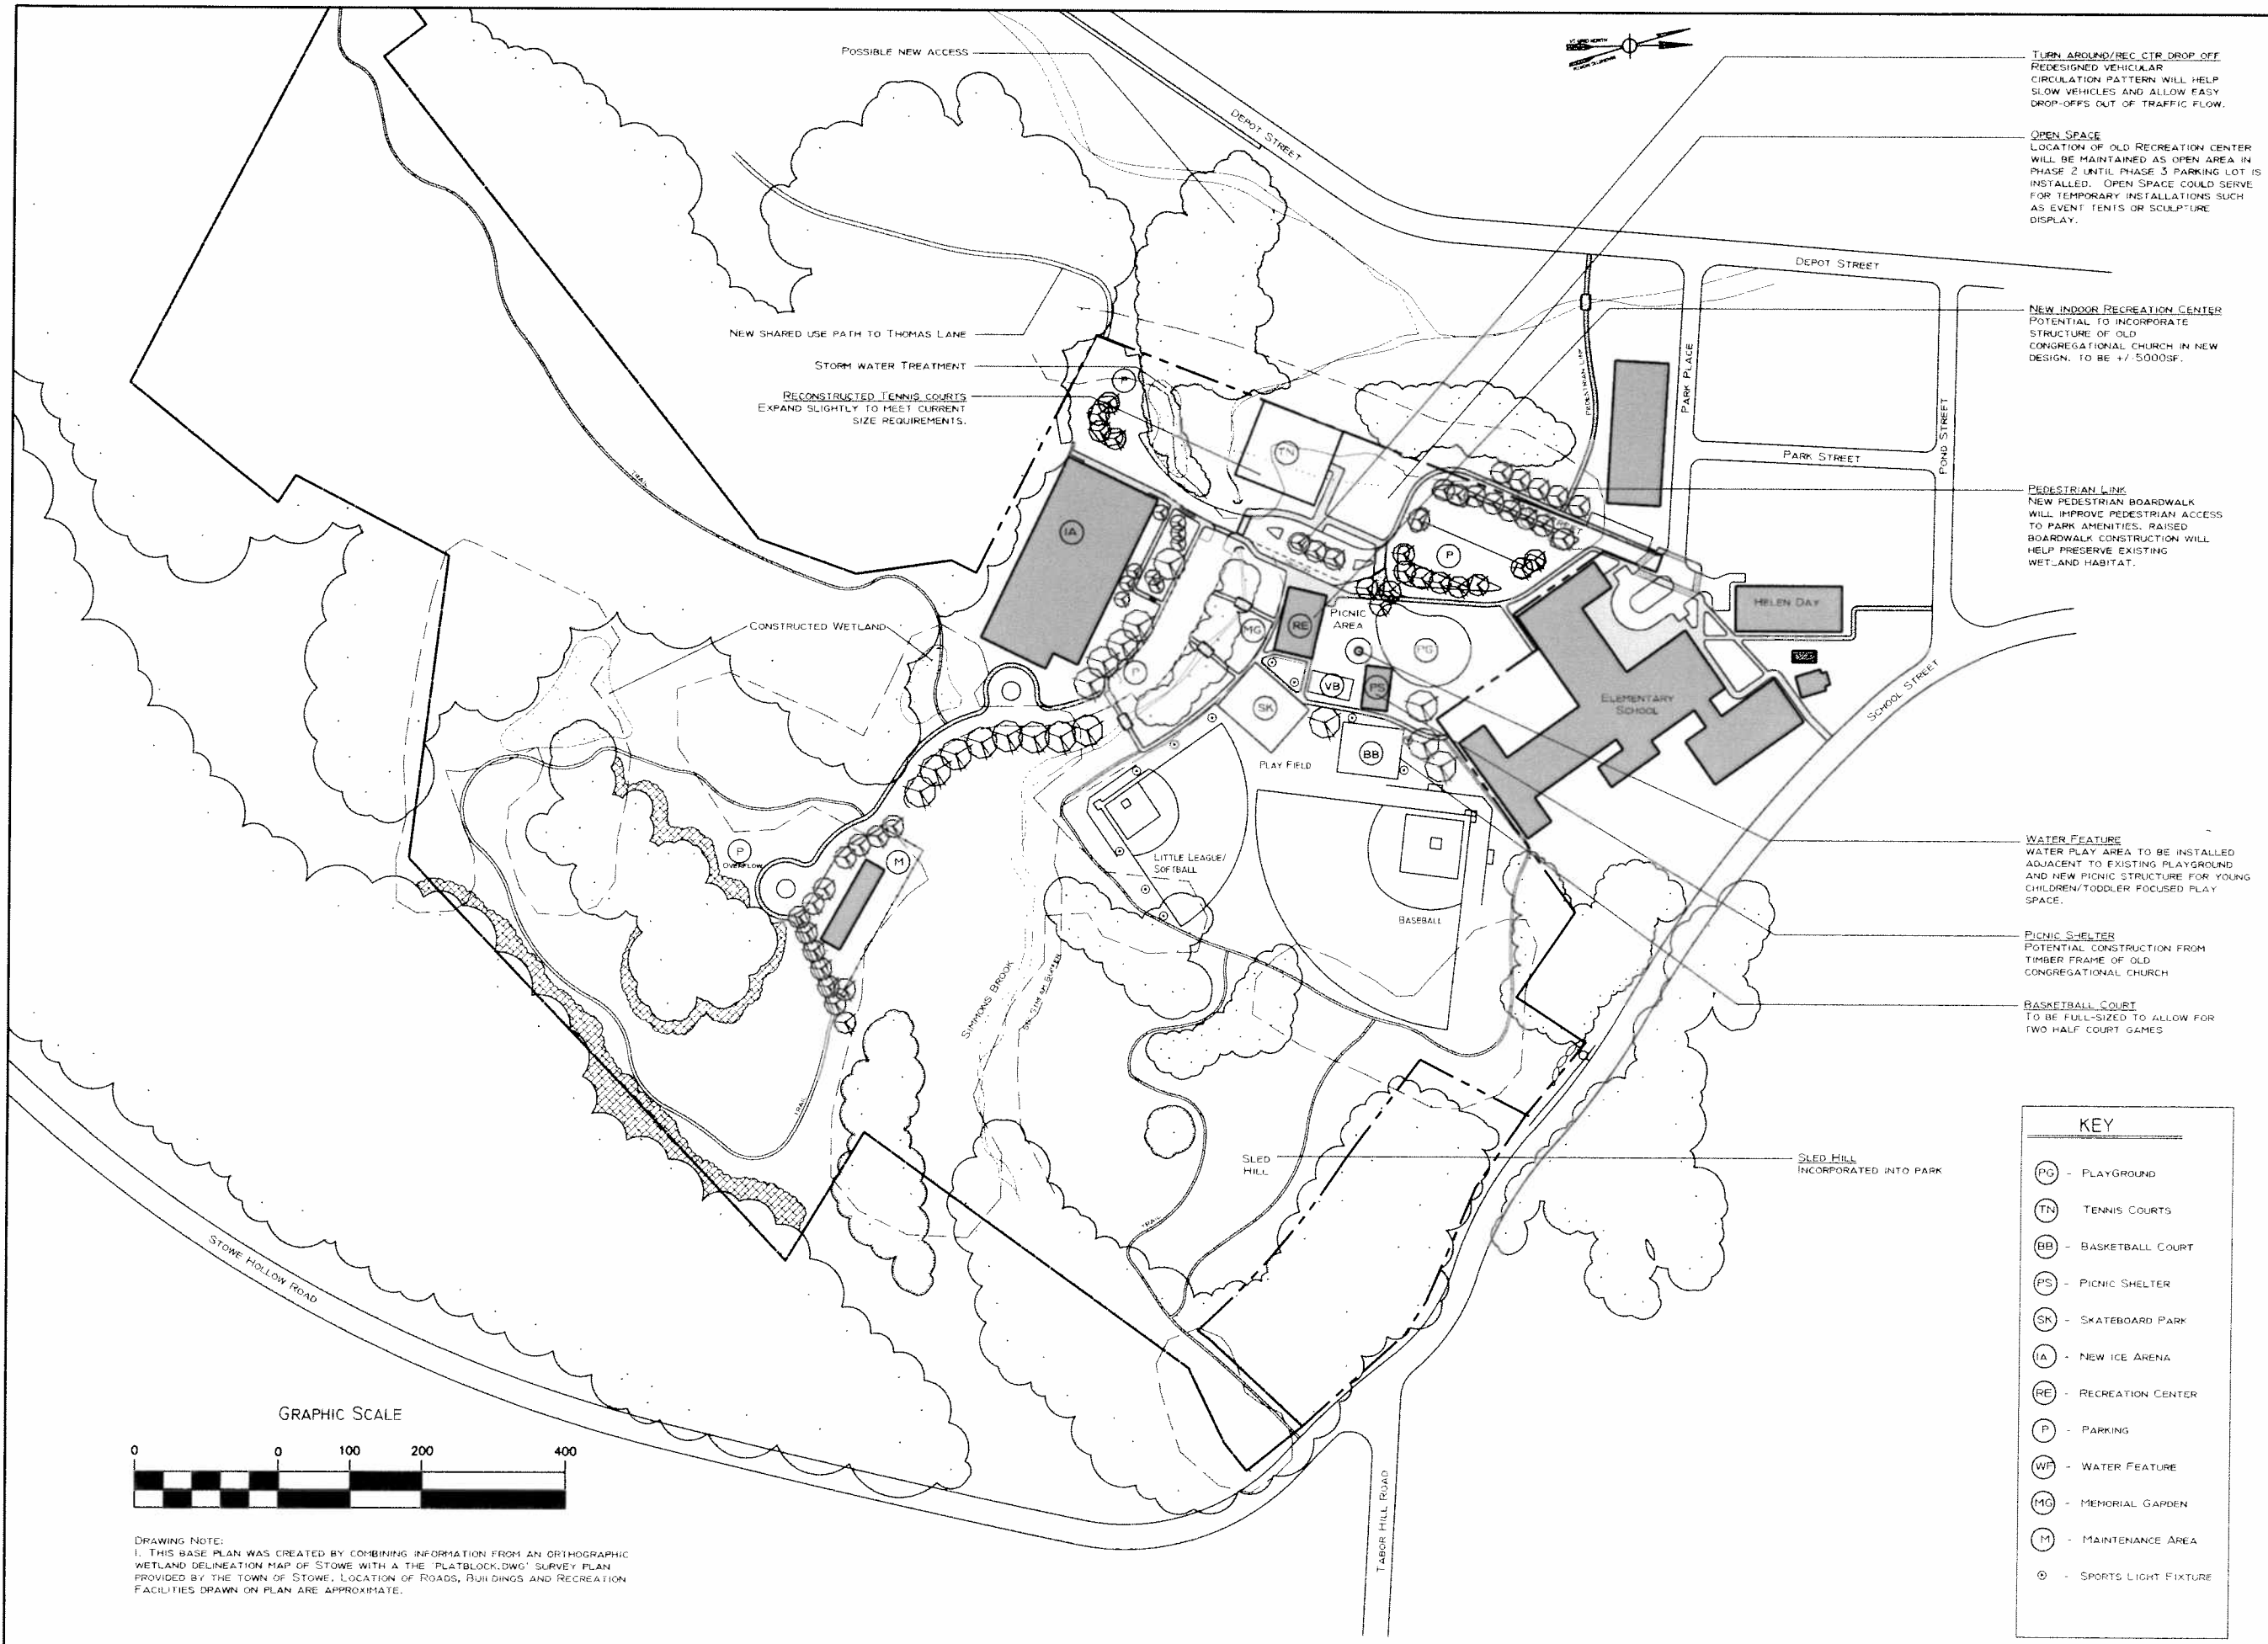 POSSIBLE NEW ACCESS
DEPOT STREET
TURN AROUND/REC CTR DROP OFF
REDESIGNED VEHICULAR
CIRCULATION PATTERN WILL HELP
SLOW VEHICLES AND ALLOW EASY
DROP-OFFS OUT OF TRAFFIC FLOW.
OPEN SPACE
LOCATION OF OLD RECREATION CENTER
WILL BE MAINTAINED AS OPEN AREA IN
PHASE 2 UNTIL PHASE 3 PARKING LOT IS
INSTALLED. OPEN SPACE COULD SERVE
FOR TEMPORARY INSTALLATIONS SUCH
AS EVENT TENTS OR SCULPTURE
DISPLAY.
DEPOT STREET
NEW INDOOR RECREATION CENTER
POTENTIAL TO INCORPORATE
STRUCTURE OF OLD
CONGREGATIONAL CHURCH IN NEW
DESIGN. TO BE +/-5000SF.
NEW SHARED USE PATH TO THOMAS LANE
STORM WATER TREATMENT
RECONSTRUCTED TENNIS COURTS
EXPAND SLIGHTLY TO MEET CURRENT
SIZE REQUIREMENTS.
PEDESTRIAN LINK
PARK PLACE
POND STREET
PARK STREET
P
TN
TRAIL
IA
P
PEDESTRIAN LINK
NEW PEDESTRIAN BOARDWALK
WILL IMPROVE PEDESTRIAN ACCESS
TO PARK AMENITIES. RAISED
BOARDWALK CONSTRUCTION WILL
HELP PRESERVE EXISTING
WETLAND HABITAT.
HELEN DAY
CONSTRUCTED WETLAND
MG
RE
PICNIC
AREA
PG
P
VB
PS
SK
ELEMENTARY
SCHOOL
SCHOOL STREET
PLAY FIELD
BB
P
OVERFLOW
M
LITTLE LEAGUE/
SOFTBALL
BASEBALL
WATER FEATURE
WATER PLAY AREA TO BE INSTALLED
ADJACENT TO EXISTING PLAYGROUND
AND NEW PICNIC STRUCTURE FOR YOUNG
CHILDREN/TODDLER FOCUSED PLAY
SPACE.
PICNIC SHELTER
POTENTIAL CONSTRUCTION FROM
TIMBER FRAME OF OLD
CONGREGATIONAL CHURCH
BASKETBALL COURT
TO BE FULL-SIZED TO ALLOW FOR
TWO HALF COURT GAMES
SIMMONS BROOK
TRAIL
SLED
HILL
SLED HILL
INCORPORATED INTO PARK
TRAIL
STOWE HOLLOW ROAD
TABOR HILL ROAD
KEY
PG - PLAYGROUND
TN TENNIS COURTS
BB - BASKETBALL COURT
PS - PICNIC SHELTER
SK - SKATEBOARD PARK
IA - NEW ICE ARENA
RE - RECREATION CENTER
P - PARKING
WF - WATER FEATURE
MG - MEMORIAL GARDEN
M - MAINTENANCE AREA
- SPORTS LIGHT FIXTURE
GRAPHIC SCALE
0 0 100 200 400
DRAWING NOTE:
1. THIS BASE PLAN WAS CREATED BY COMBINING INFORMATION FROM AN ORTHOGRAPHIC
WETLAND DELINEATION MAP OF STOWE WITH A THE 'PLATBLOCK.DWG' SURVEY PLAN
PROVIDED BY THE TOWN OF STOWE. LOCATION OF ROADS, BUILDINGS AND RECREATION
FACILITIES DRAWN ON PLAN ARE APPROXIMATE.